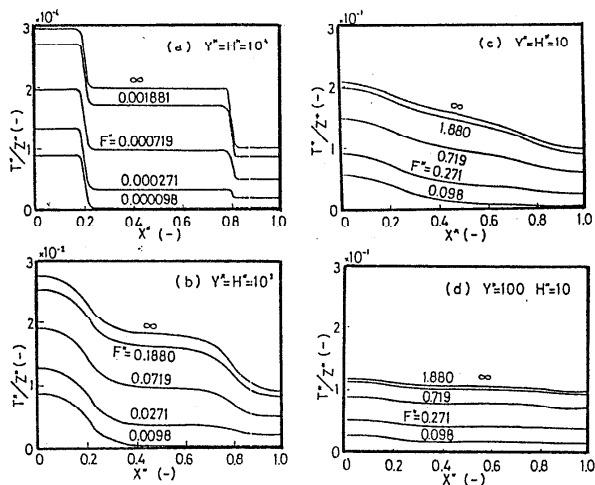 ×10⁻⁴
(a) Y*=H*=10⁴
3
2
1
0
T*/Z* (-)
∞
0.001881
F*=0.000719
0.000271
0.000098
0 0.2 0.4 0.6 0.8 1.0
X* (-)
×10⁻²
(b) Y*=H*=10²
3
2
1
0
T*/Z* (-)
∞
F*=0.1880
0.0719
0.0271
0.0098
0 0.2 0.4 0.6 0.8 1.0
X* (-)
×10⁻¹
(c) Y*=H*=10
3
2
1
0
T*/Z* (-)
∞
1.880
0.719
F*=0.271
0.098
0 0.2 0.4 0.6 0.8 1.0
X* (-)
×10⁻¹
(d) Y*=100 H*=10
3
2
1
0
T*/Z* (-)
1.880 ∞
0.719
F*=0.271
0.098
0 0.2 0.4 0.6 0.8 1.0
X* (-)